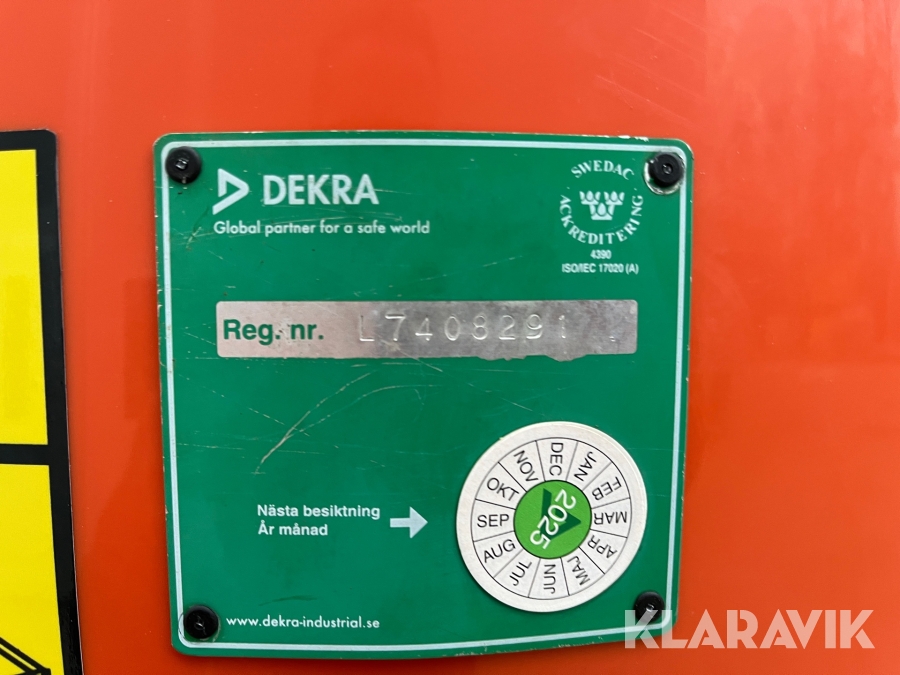 DEKRA
Global partner for a safe world
SWEDAC
ACKREDITERING
4390
ISO/IEC 17020 (A)
Reg. nr. L7408291
Nästa besiktning
År månad
DEC
JAN
FEB
MAR
APR
MAJ
JUN
JUL
AUG
SEP
OKT
NOV
2025
www.dekra-industrial.se
KLARAVIK